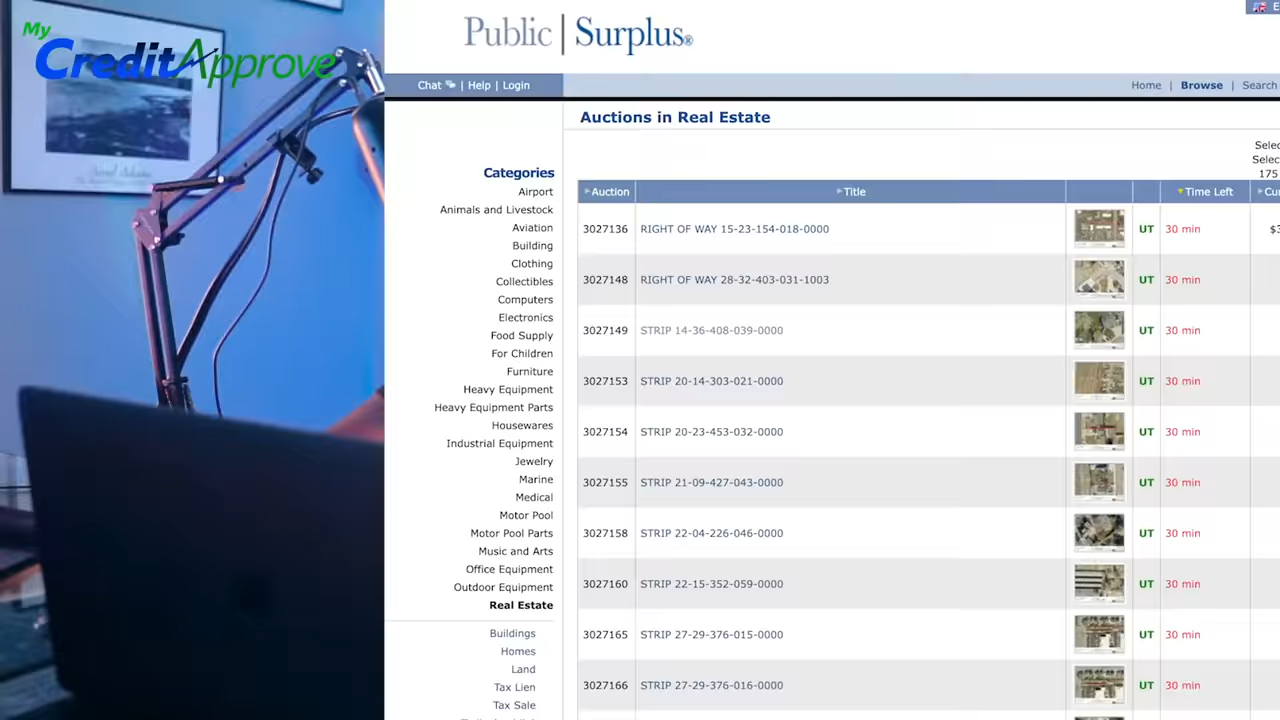 My
CreditApprove
Public | Surplus®
E
Chat | Help | Login
Home | Browse | Search
Auctions in Real Estate
Selec
Selec
175
Categories
Airport
Animals and Livestock
Aviation
Building
Clothing
Collectibles
Computers
Electronics
Food Supply
For Children
Furniture
Heavy Equipment
Heavy Equipment Parts
Housewares
Industrial Equipment
Jewelry
Marine
Medical
Motor Pool
Motor Pool Parts
Music and Arts
Office Equipment
Outdoor Equipment
Real Estate
Buildings
Homes
Land
Tax Lien
Tax Sale
Auction Title Time Left Cu
3027136 RIGHT OF WAY 15-23-154-018-0000 UT 30 min $3
3027148 RIGHT OF WAY 28-32-403-031-1003 UT 30 min
3027149 STRIP 14-36-408-039-0000 UT 30 min
3027153 STRIP 20-14-303-021-0000 UT 30 min
3027154 STRIP 20-23-453-032-0000 UT 30 min
3027155 STRIP 21-09-427-043-0000 UT 30 min
3027158 STRIP 22-04-226-046-0000 UT 30 min
3027160 STRIP 22-15-352-059-0000 UT 30 min
3027165 STRIP 27-29-376-015-0000 UT 30 min
3027166 STRIP 27-29-376-016-0000 UT 30 min